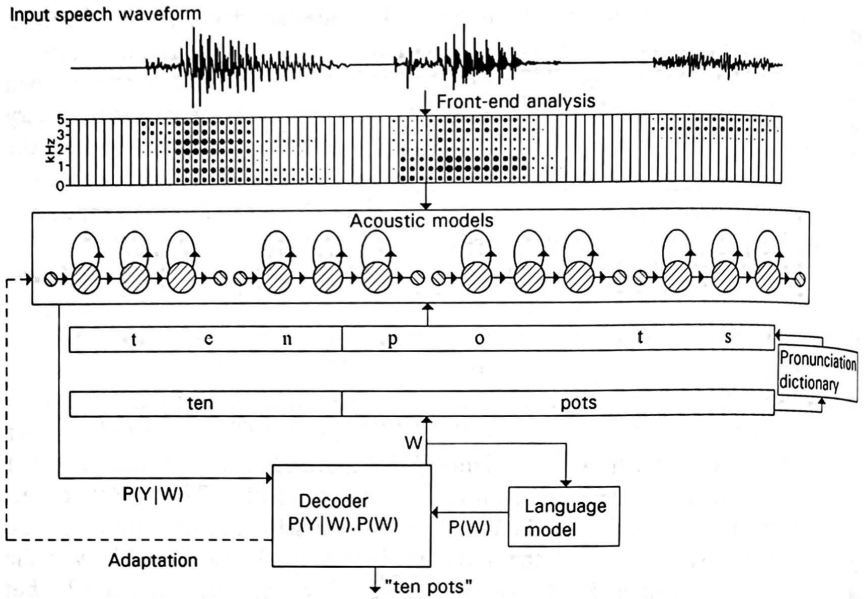 Input speech waveform
Front-end analysis
5
3
2
1
0
kHz
Acoustic models
t e n p o t s
Pronunciation
dictionary
ten pots
W
P(Y|W)
Decoder
P(Y|W).P(W)
P(W)
Language
model
Adaptation
"ten pots"